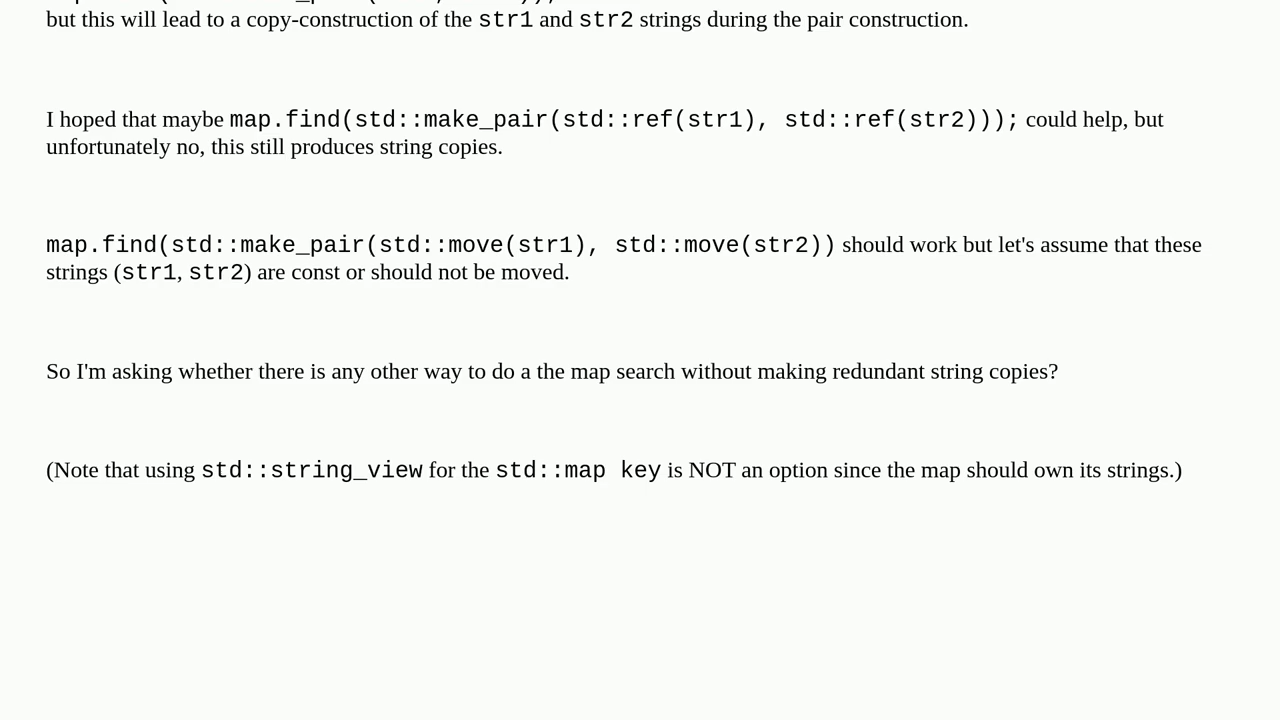 but this will lead to a copy-construction of the str1 and str2 strings during the pair construction.
I hoped that maybe map.find(std::make_pair(std::ref(str1), std::ref(str2))); could help, but
unfortunately no, this still produces string copies.
map.find(std::make_pair(std::move(str1), std::move(str2)) should work but let's assume that these
strings (str1, str2) are const or should not be moved.
So I'm asking whether there is any other way to do a the map search without making redundant string copies?
(Note that using std::string_view for the std::map key is NOT an option since the map should own its strings.)